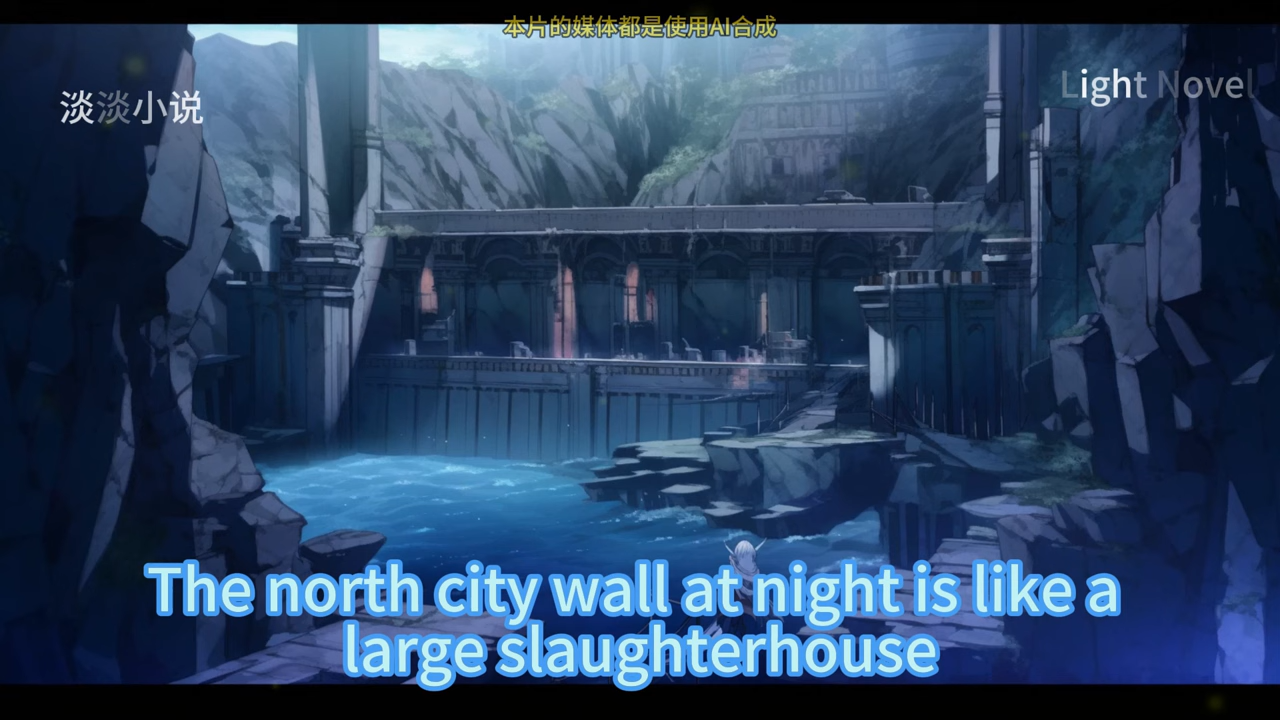 本片的媒体都是使用AI合成
淡淡小说
Light Novel
The north city wall at night is like a
large slaughterhouse